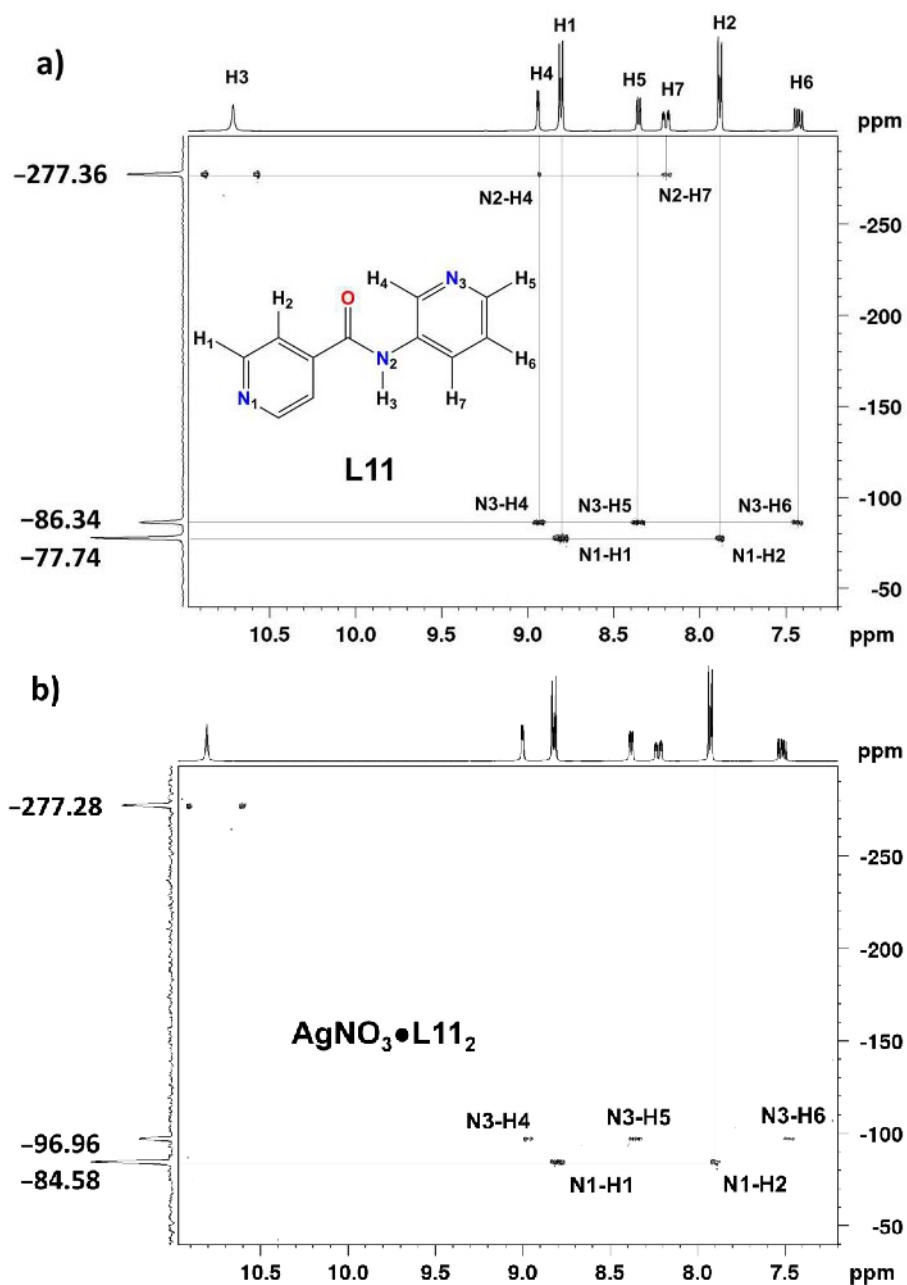 a)
H3
H4
H1
H5
H7
H2
H6
ppm
−277.36
N2-H4
N2-H7
-250
H4
N3
H5
O
H2
H1
-200
N2
H6
N1
H3
H7
-150
L11
-100
N3-H4
N3-H5
N3-H6
−86.34
−77.74
N1-H1
N1-H2
-50
10.5 10.0 9.5 9.0 8.5 8.0 7.5 ppm
b)
ppm
−277.28
-250
-200
AgNO3•L112
-150
N3-H4
N3-H5
N3-H6
−96.96
-100
−84.58
N1-H1
N1-H2
-50
10.5 10.0 9.5 9.0 8.5 8.0 7.5 ppm